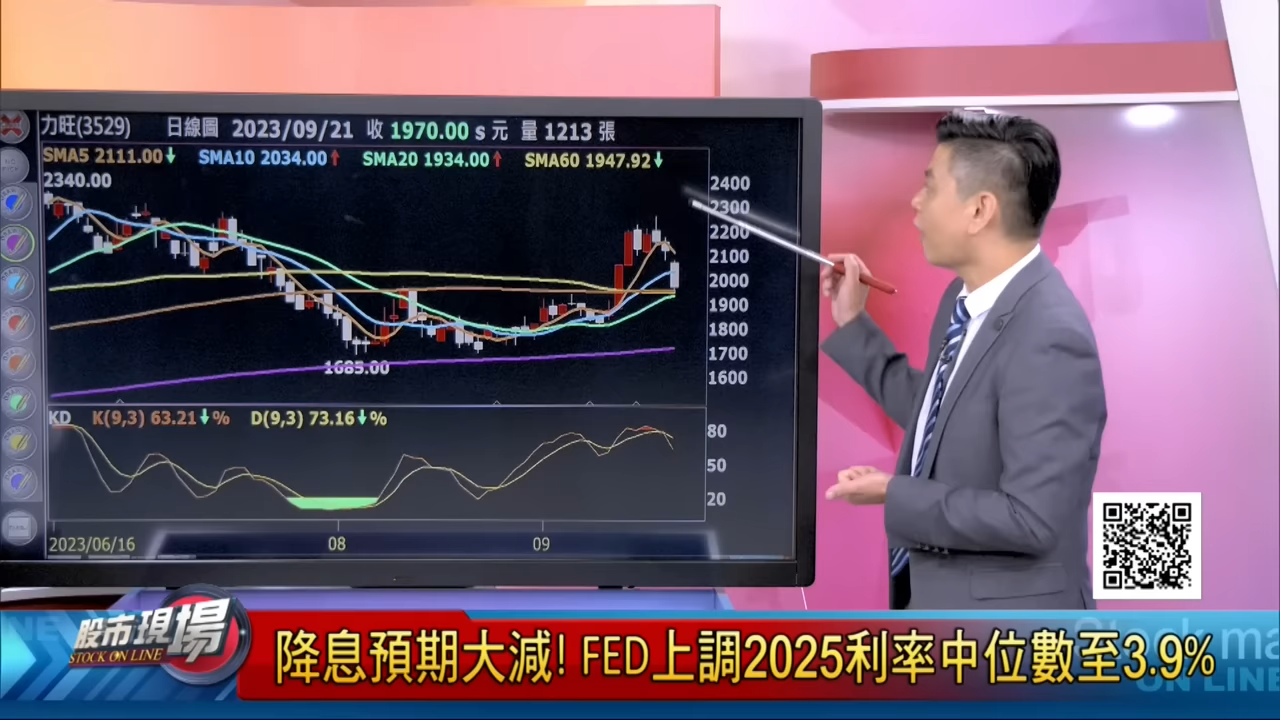 力旺(3529) 日線圖 2023/09/21 收 1970.00 s 元 量 1213 張
SMA5 2111.00↓ SMA10 2034.00↑ SMA20 1934.00↑ SMA60 1947.92↓
2340.00
2400
2300
2200
2100
2000
1900
1800
1700
1600
1685.00
KD K(9,3) 63.21↓% D(9,3) 73.16↓%
80
50
20
2023/06/16 08 09
股市現場
STOCK ON LINE
降息預期大減! FED上調2025利率中位數至3.9%
ON LINE